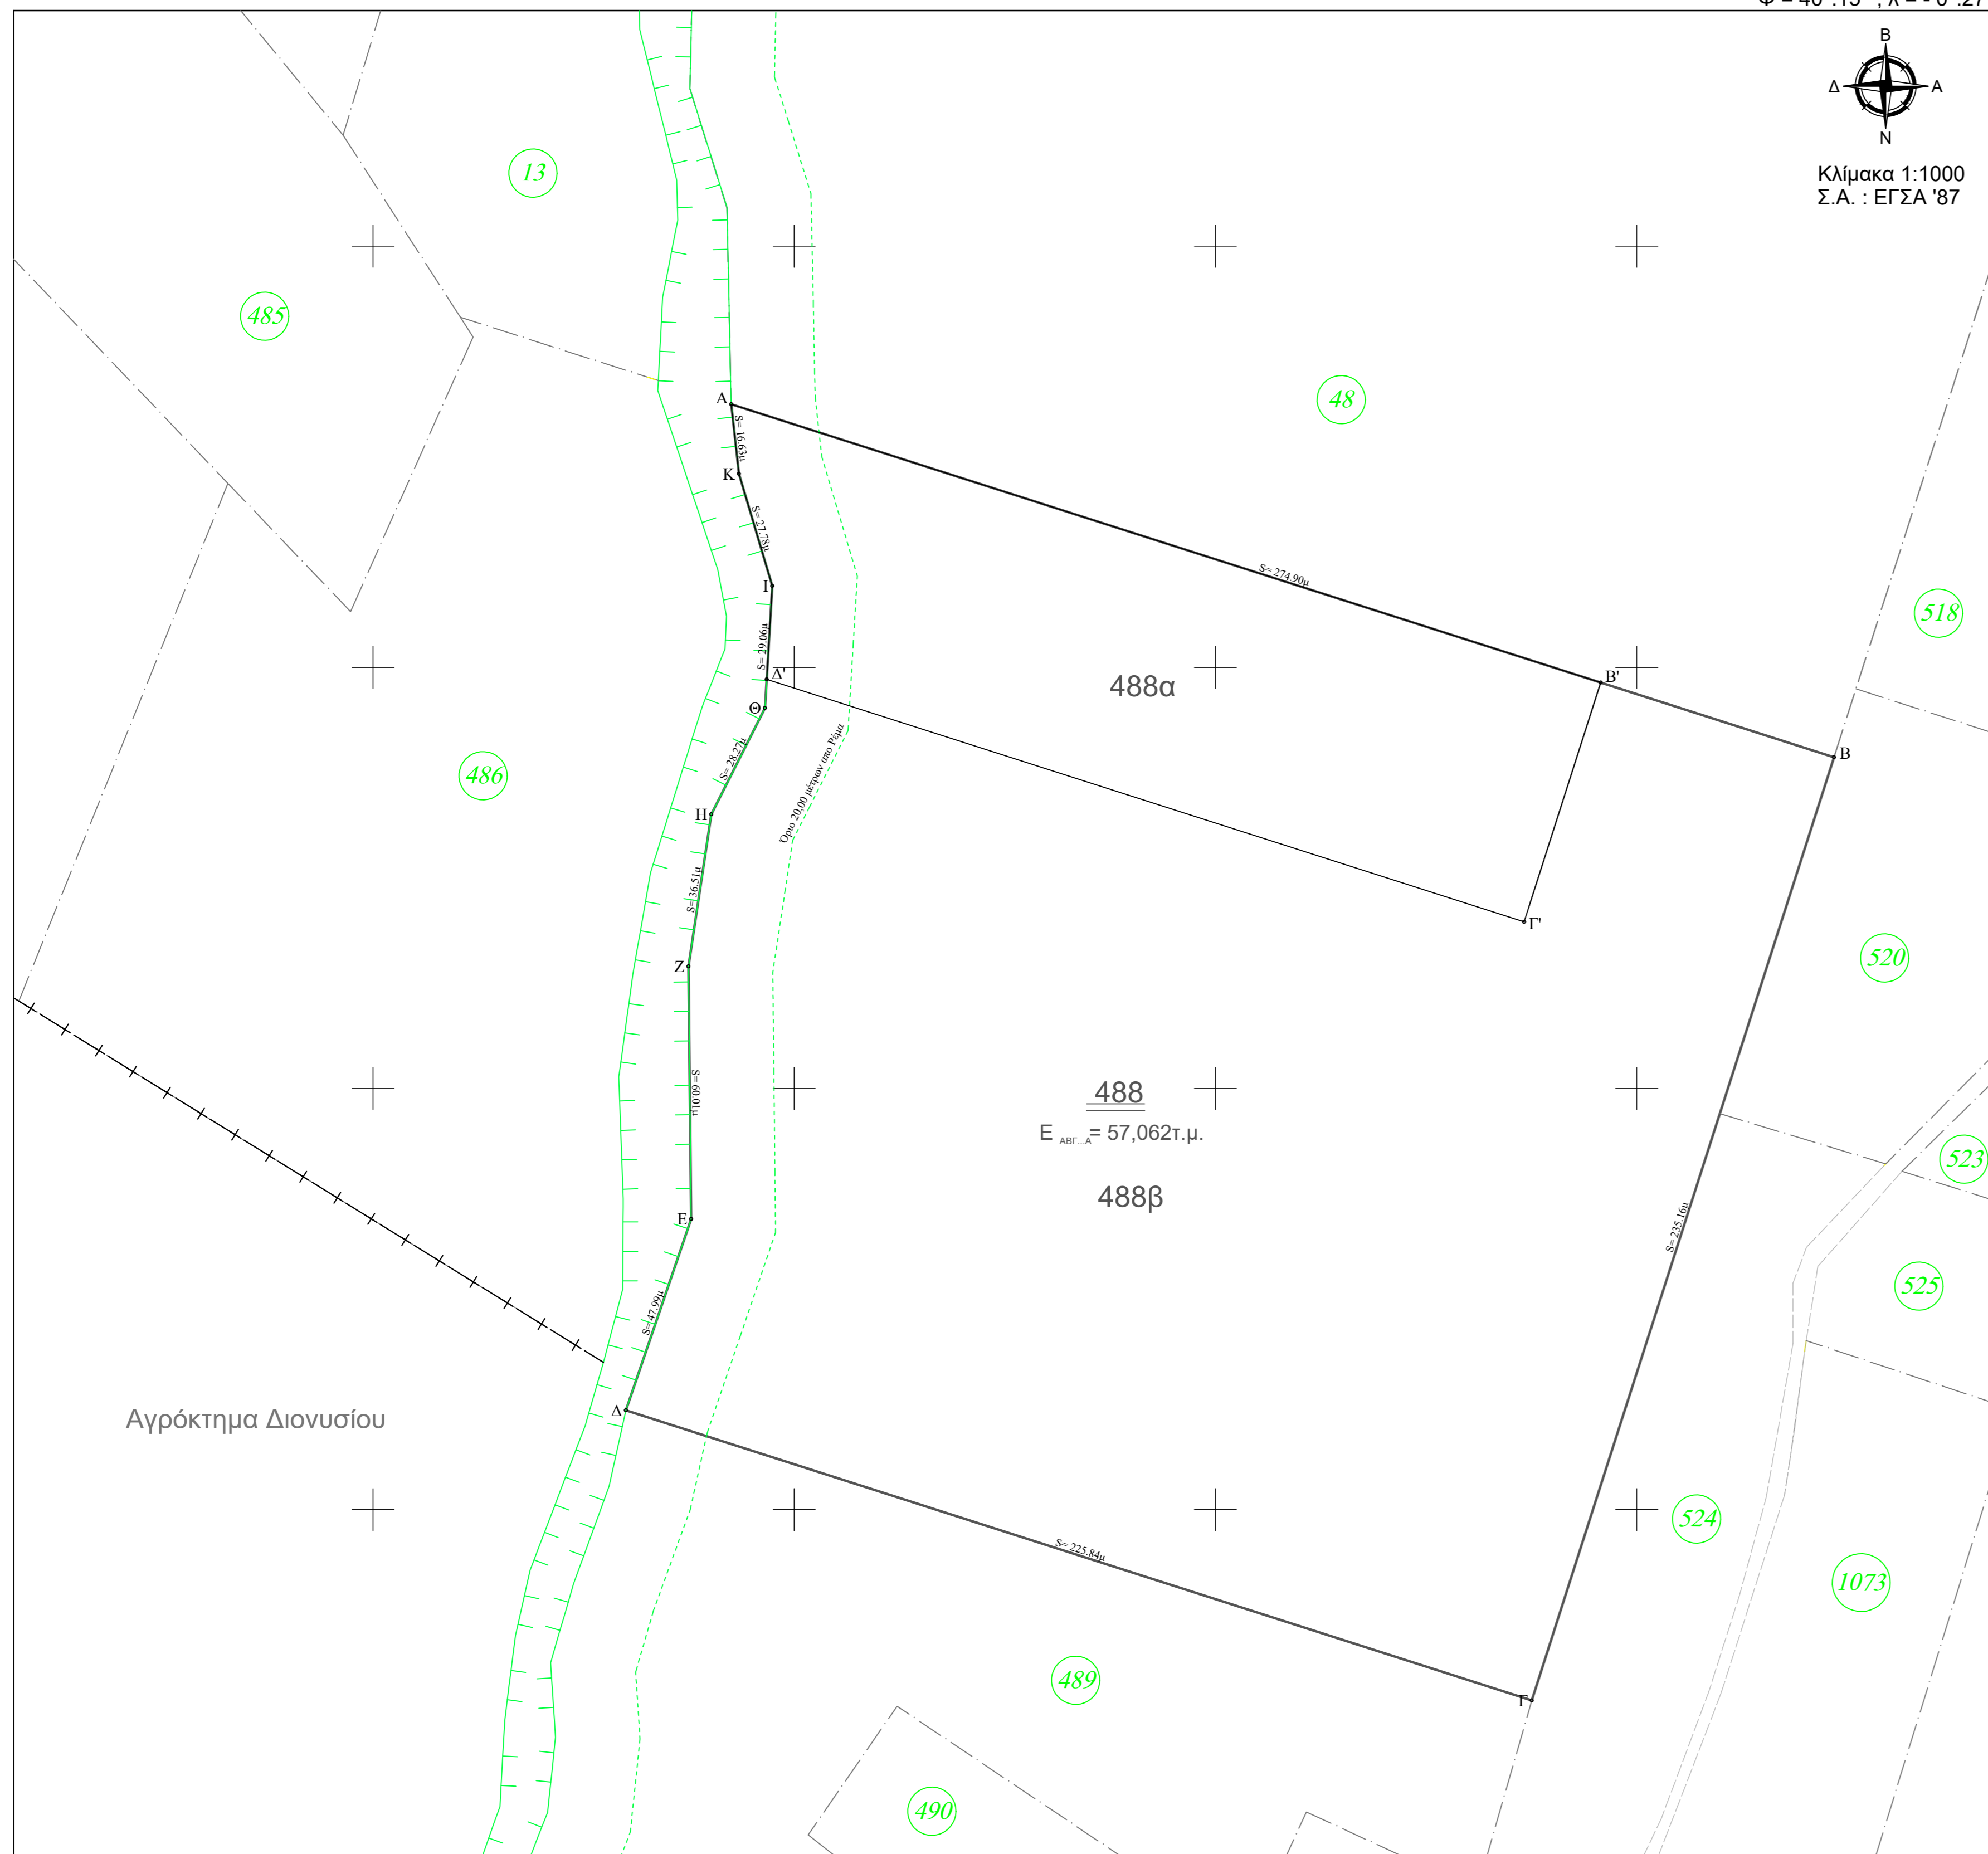 Β
Δ
Α
Ν
Κλίμακα 1:1000
Σ.Α. : ΕΓΣΑ '87
13
485
48
Α
S= 16.63μ
Κ
S= 27.78μ
S= 274.90μ
Ι
518
S= 29.06μ
Δ'
Β'
488α
Θ
Όριο 20,00 μέτρων απο Ρέμα
Β
486
S= 28.27μ
Η
S= 36.51μ
Γ'
520
Ζ
S= 60.01μ
488
Ε ΑΒΓ...Α= 57,062τ.μ.
523
488β
Ε
S= 235.16μ
525
S= 47.99μ
Αγρόκτημα Διονυσίου
Δ
524
S= 225.84μ
1073
489
Γ
490